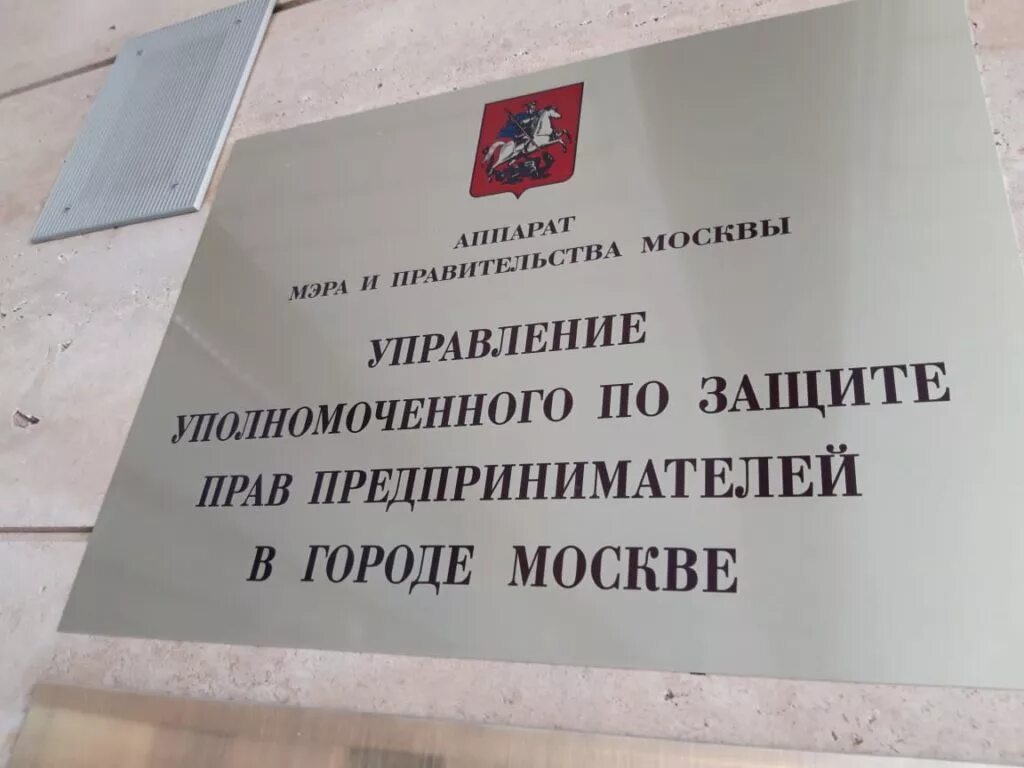 АППАРАТ
МЭРА И ПРАВИТЕЛЬСТВА МОСКВЫ
УПРАВЛЕНИЕ
УПОЛНОМОЧЕННОГО ПО ЗАЩИТЕ
ПРАВ ПРЕДПРИНИМАТЕЛЕЙ
В ГОРОДЕ МОСКВЕ